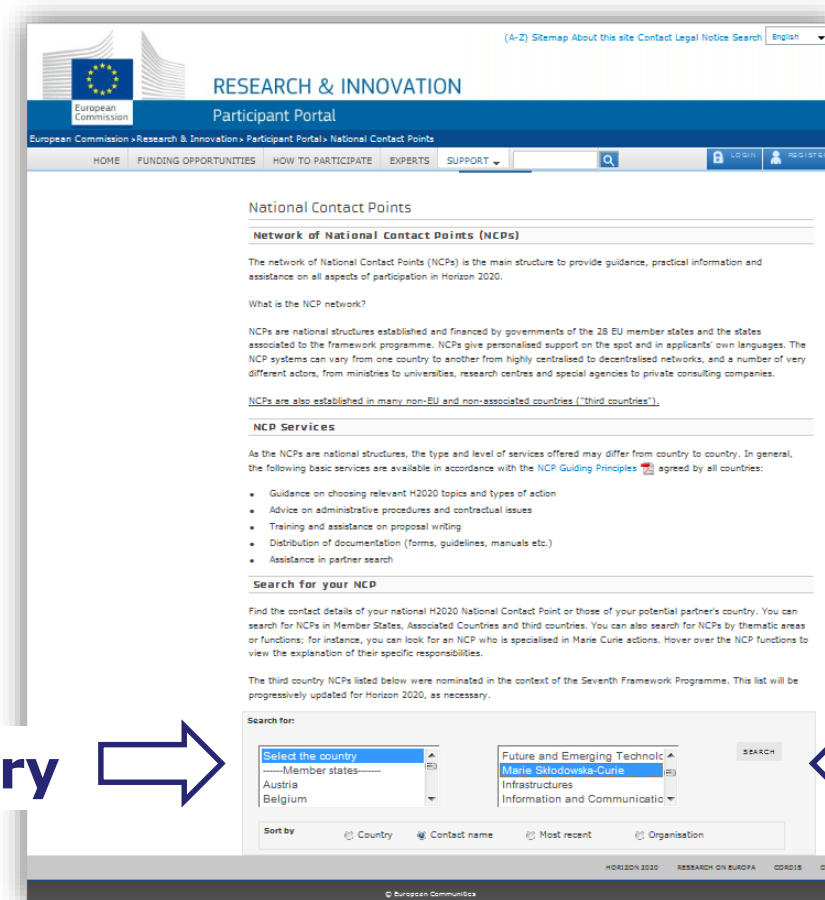 (A-Z) Sitemap About this site Contact Legal Notice Search English
RESEARCH & INNOVATION
European
Commission
Participant Portal
European Commission >Research & Innovation> Participant Portal> National Contact Points
HOME FUNDING OPPORTUNITIES HOW TO PARTICIPATE EXPERTS SUPPORT LOGIN
National Contact Points
Network of National Contact Points (NCPs)
The network of National Contact Points (NCPs) is the main structure to provide guidance, practical information and
assistance on all aspects of participation in Horizon 2020.
What is the NCP network?
NCPs are national structures established and financed by governments of the 28 EU member states and the states
associated to the framework programme. NCPs give personalised support on the spot and in applicants' own languages. The
NCP systems can vary from one country to another from highly centralised to decentralised networks, and a number of very
different actors, from ministries to universities, research centres and special agencies to private consulting companies.
NCPs are also established in many non-EU and non-associated countries ("third countries").
NCP Services
As the NCPs are national structures, the type and level of services offered may differ from country to country. In general,
the following basic services are available in accordance with the NCP Guiding Principles agreed by all countries:
• Guidance on choosing relevant H2020 topics and types of action
• Advice on administrative procedures and contractual issues
• Training and assistance on proposal writing
• Distribution of documentation (forms, guidelines, manuals etc.)
• Assistance in partner search
Search for your NCP
Find the contact details of your national H2020 National Contact Point or those of your potential partner's country. You can
search for NCPs in Member States, Associated Countries and third countries. You can also search for NCPs by thematic areas
or functions; for instance, you can look for an NCP who is specialised in Marie Curie actions. Hover over the NCP functions to
view the explanation of their specific responsibilities.
The third country NCPs listed below were nominated in the context of the Seventh Framework Programme. This list will be
progressively updated for Horizon 2020, as necessary.
Search for:
ry
Select the country Future and Emerging Technolc SEARCH
------Member states------- Marie Skłodowska-Curie
Austria Infrastructures
Belgium Information and Communicatic
Sort by Country Contact name Most recent Organisation
HORIZON 2020 RESEARCH ON EUROPA CORDIS
© European Communities